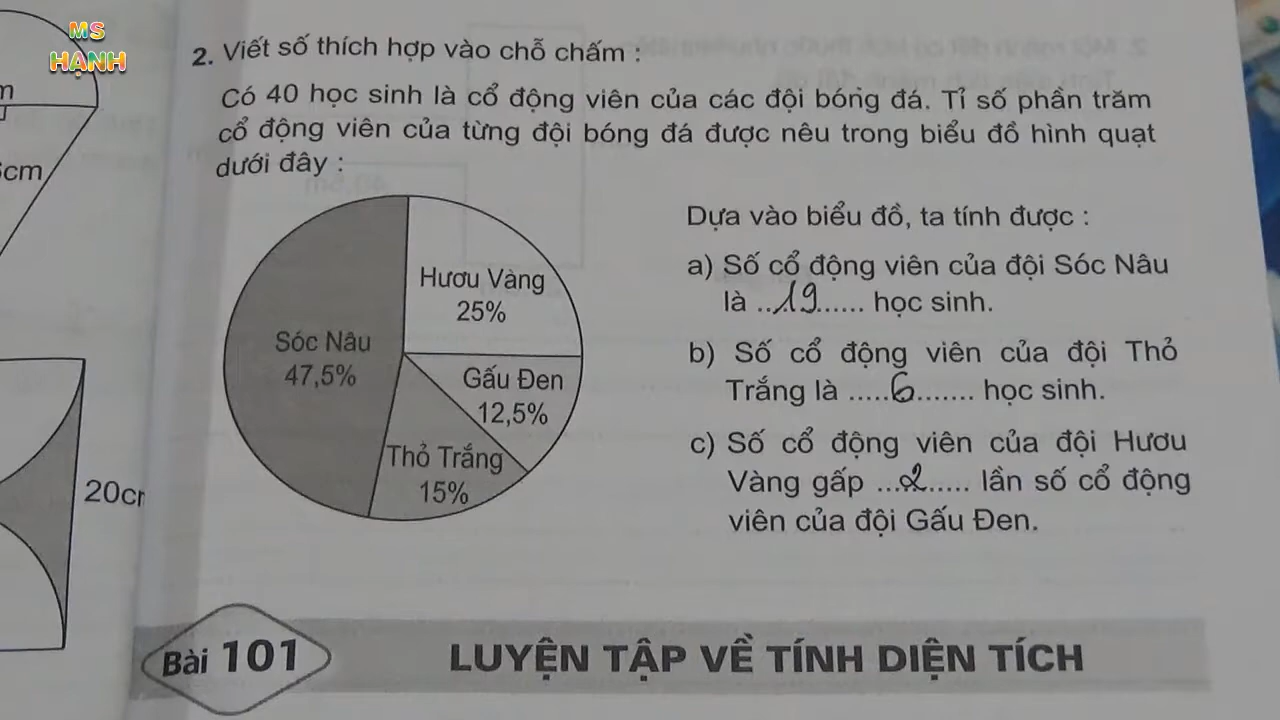 MS
HẠNH
m
cm
20c
2. Viết số thích hợp vào chỗ chấm :
Có 40 học sinh là cổ động viên của các đội bóng đá. Tỉ số phần trăm
cổ động viên của từng đội bóng đá được nêu trong biểu đồ hình quạt
dưới đây :
Hươu Vàng
25%
Sóc Nâu
47,5%
Gấu Đen
12,5%
Thỏ Trắng
15%
Dựa vào biểu đồ, ta tính được :
a) Số cổ động viên của đội Sóc Nâu
là ..19...... học sinh.
b) Số cổ động viên của đội Thỏ
Trắng là .....6....... học sinh.
c) Số cổ động viên của đội Hươu
Vàng gấp ...2..... lần số cổ động
viên của đội Gấu Đen.
Bài 101
LUYỆN TẬP VỀ TÍNH DIỆN TÍCH